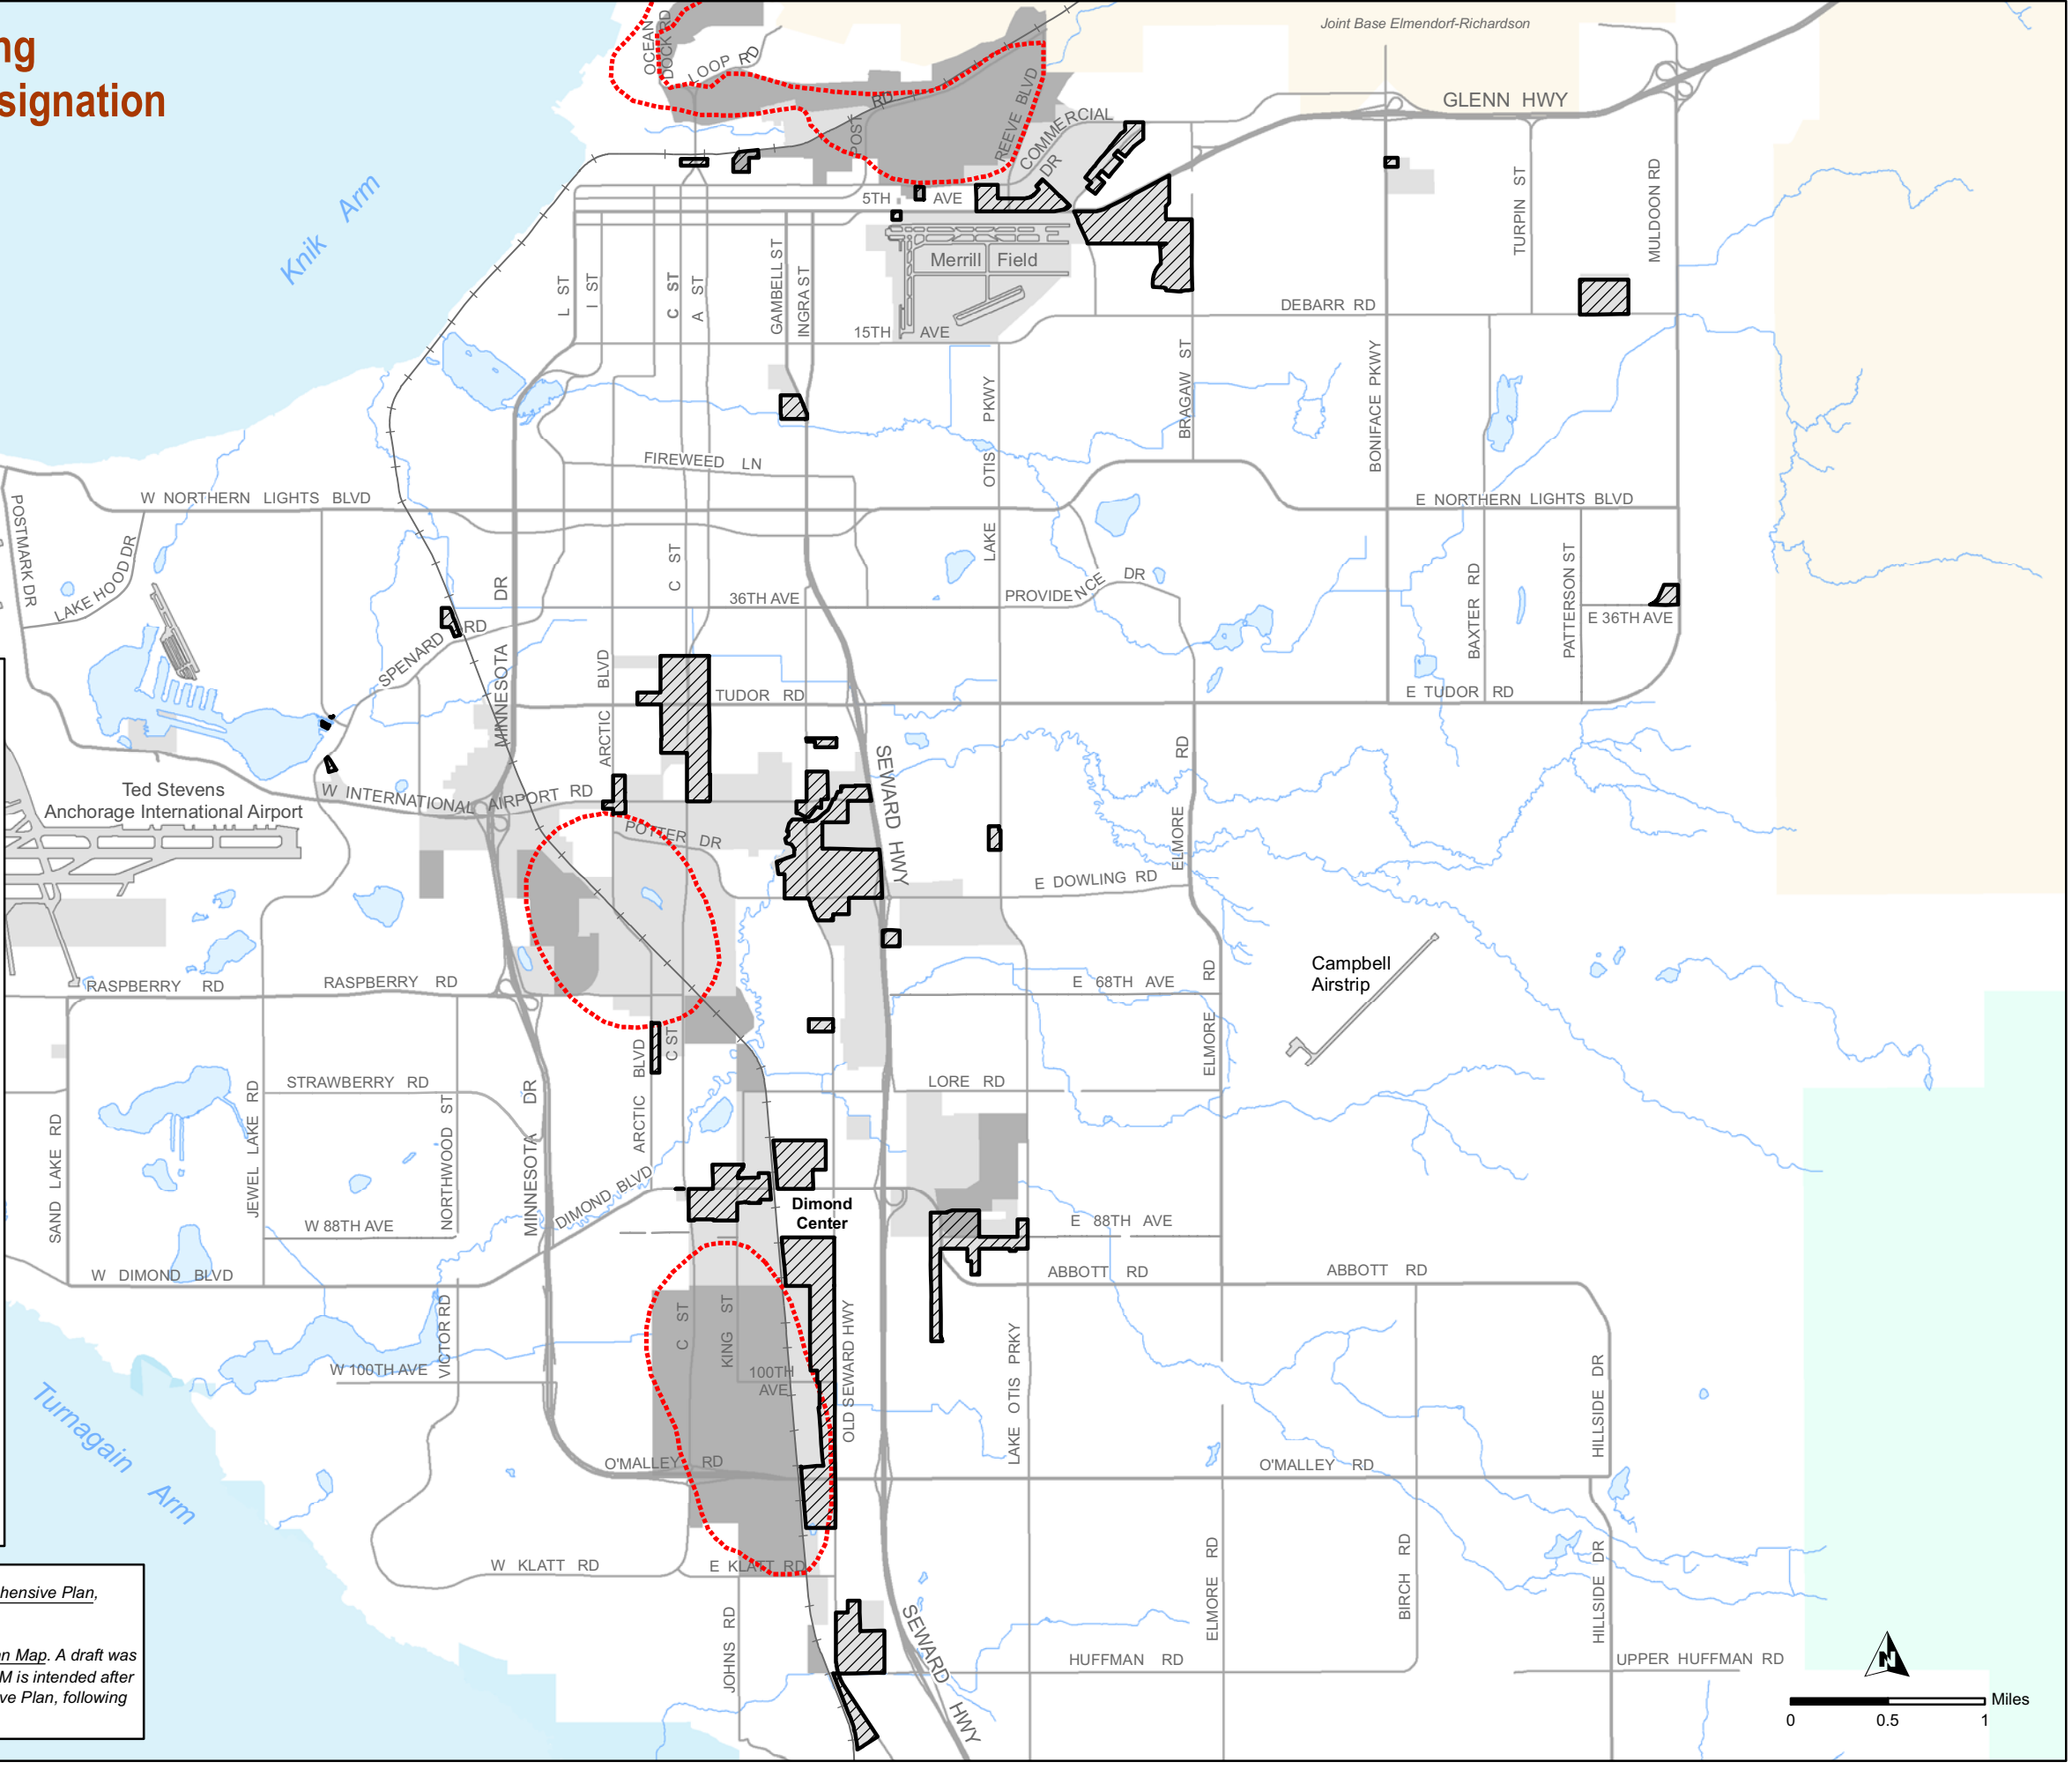 ng
signation
Joint Base Elmendorf-Richardson
OCEAN
DOCK RD
LOOP RD
POST
RD
REEVE BLVD
COMMERCIAL
DR
GLENN HWY
Knik Arm
5TH AVE
TURPIN ST
MULDOON RD
Merrill Field
L ST
I ST
C ST
A ST
GAMBELL ST
INGRA ST
15TH AVE
DEBARR RD
BRAGAW ST
BONIFACE PKWY
LAKE OTIS PKWY
FIREWEED LN
W NORTHERN LIGHTS BLVD
E NORTHERN LIGHTS BLVD
POSTMARK DR
LAKE HOOD DR
MINNESOTA DR
C ST
36TH AVE
PROVIDENCE DR
BAXTER RD
PATTERSON ST
E 36TH AVE
SPENARD RD
ARCTIC BLVD
TUDOR RD
E TUDOR RD
Ted Stevens
Anchorage International Airport
W INTERNATIONAL AIRPORT RD
POTTER DR
SEWARD HWY
ELMORE RD
E DOWLING RD
RASPBERRY RD
RASPBERRY RD
E 68TH AVE
Campbell
Airstrip
ELMORE RD
C ST
ARCTIC BLVD
STRAWBERRY RD
LORE RD
SAND LAKE RD
JEWEL LAKE RD
NORTHWOOD ST
MINNESOTA DR
DIMOND BLVD
Dimond
Center
W 88TH AVE
E 88TH AVE
W DIMOND BLVD
ABBOTT RD
ABBOTT RD
VICTOR RD
C ST
KING ST
W 100TH AVE
100TH
AVE
OLD SEWARD HWY
LAKE OTIS PRKY
HILLSIDE DR
Turnagain Arm
O'MALLEY RD
O'MALLEY RD
W KLATT RD
E KLATT RD
ELMORE RD
BIRCH RD
HILLSIDE DR
JOHNS RD
SEWARD HWY
HUFFMAN RD
UPPER HUFFMAN RD
hensive Plan,
n Map. A draft was
M is intended after
ve Plan, following
N
Miles
0 0.5 1